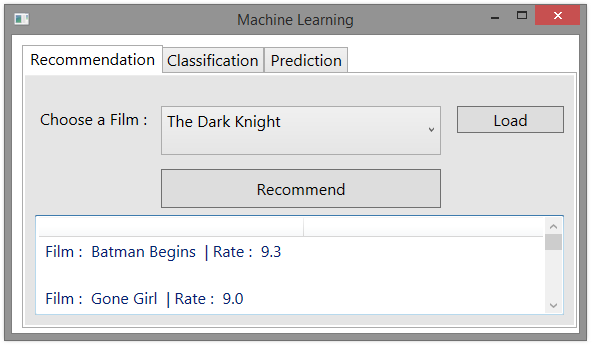 Machine Learning
Recommendation Classification Prediction
Choose a Film : The Dark Knight Load
Recommend
Film : Batman Begins | Rate : 9.3
Film : Gone Girl | Rate : 9.0